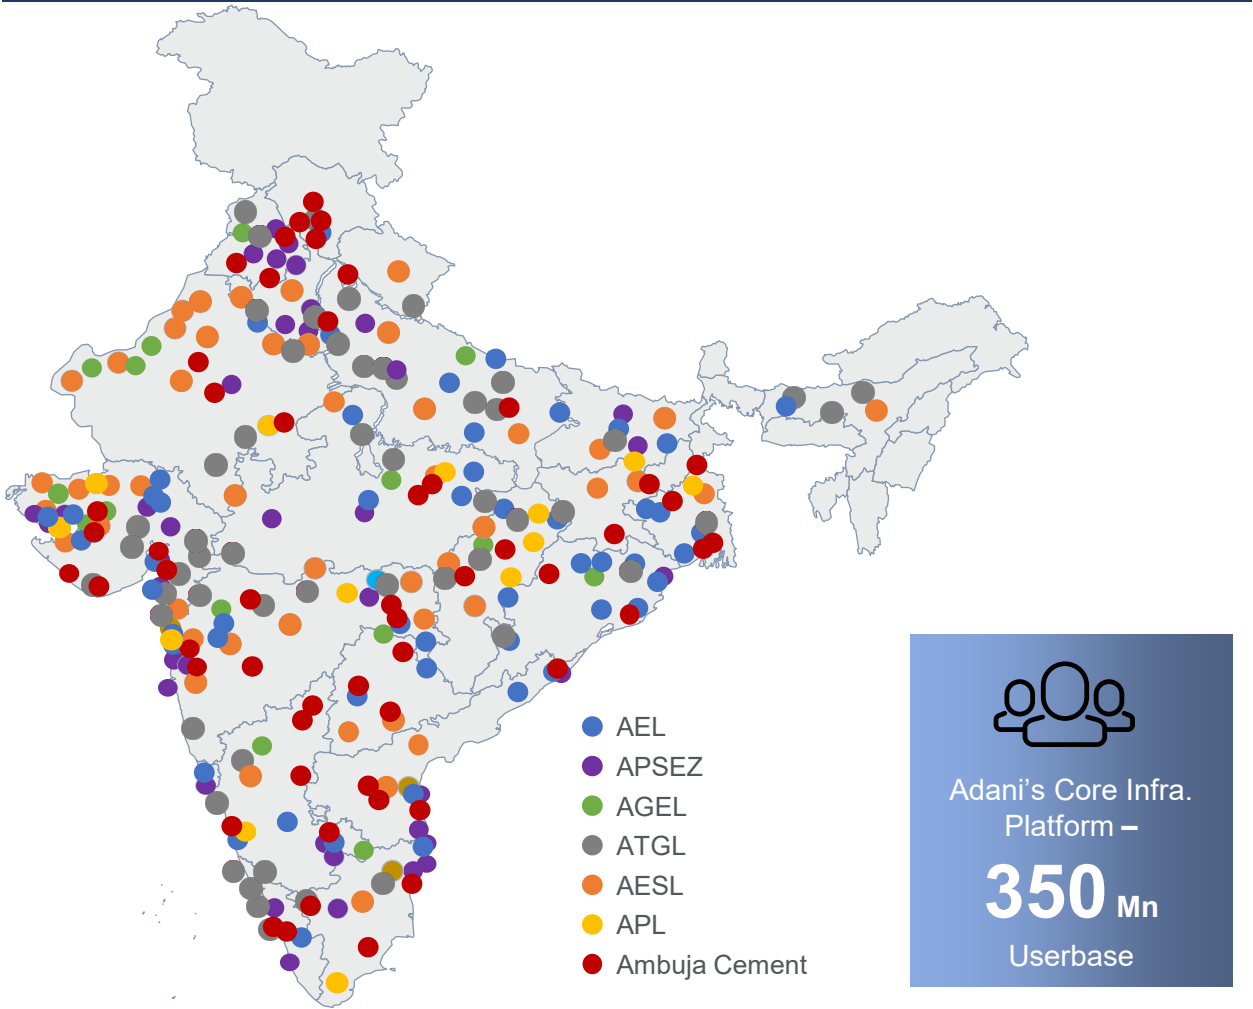 AEL
APSEZ
AGEL
ATGL
AESL
APL
Ambuja Cement
Adani’s Core Infra.
Platform –
350 Mn
Userbase